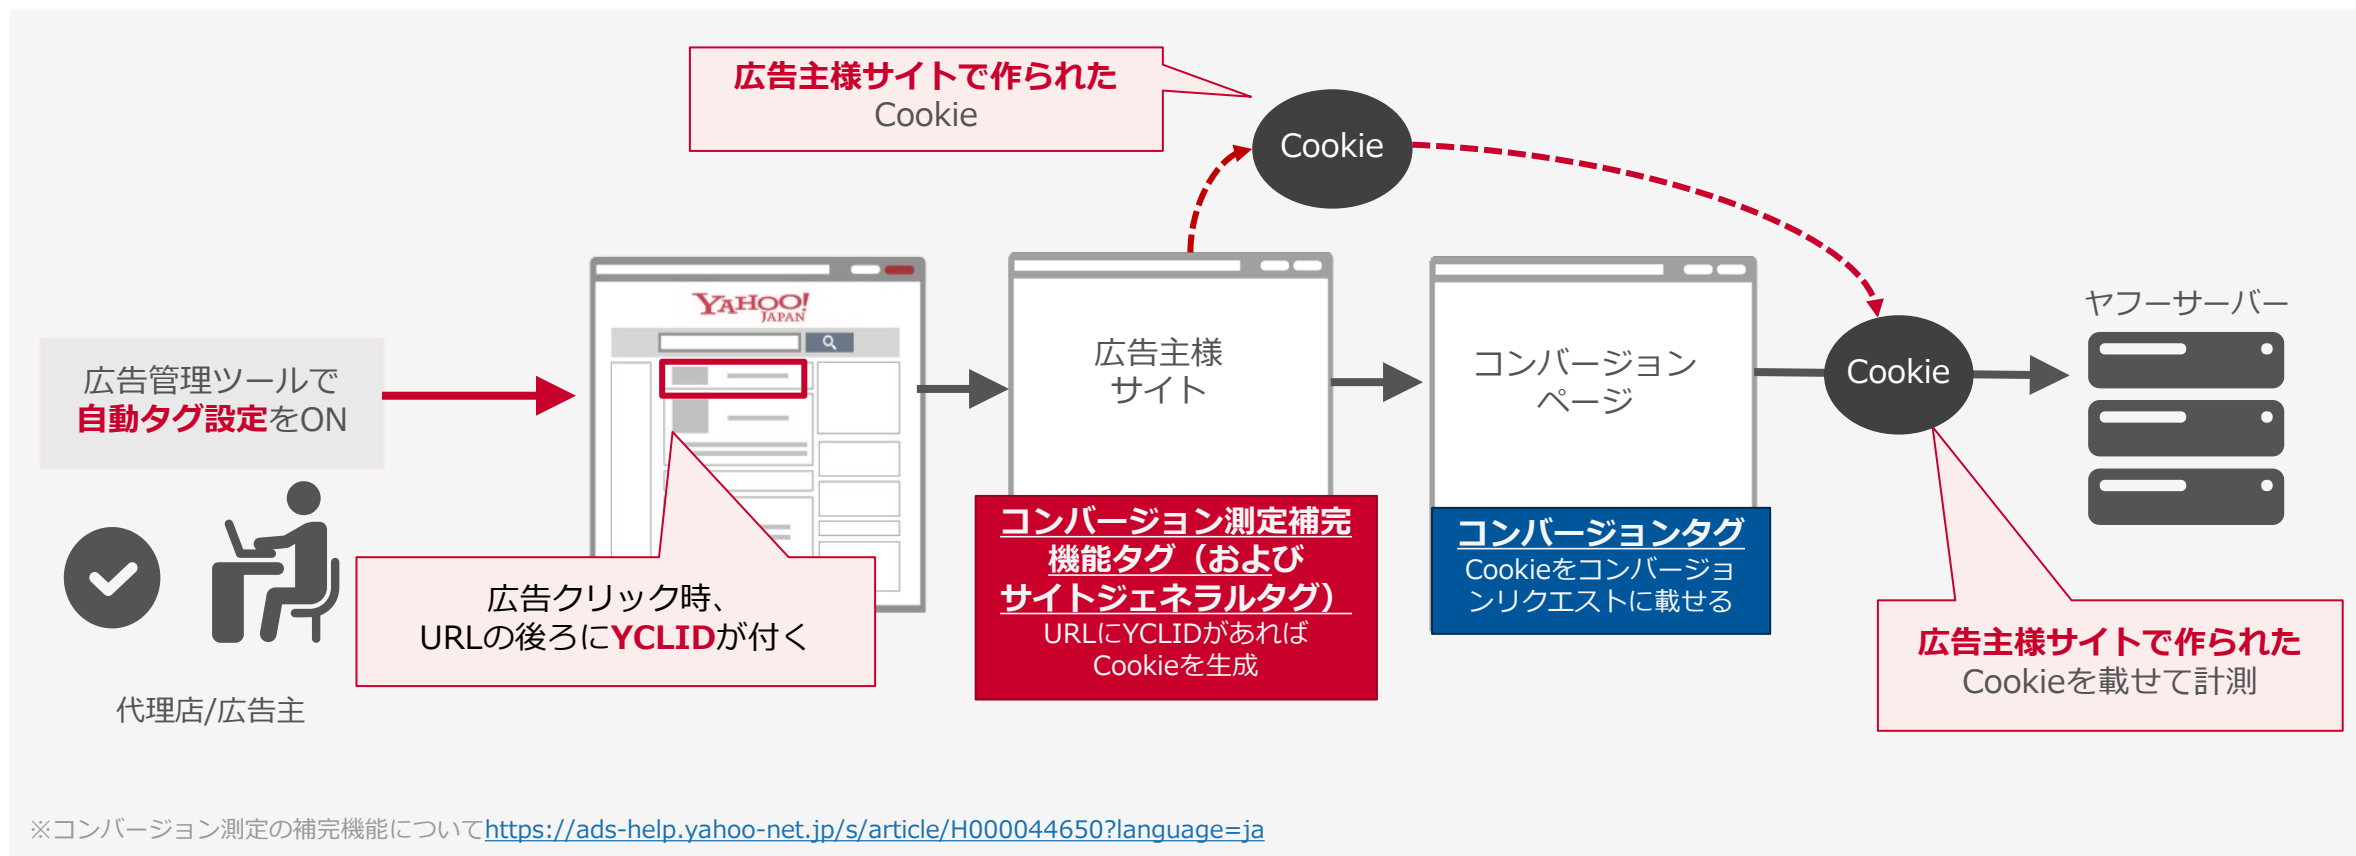 広告主様サイトで作られた
Cookie
Cookie
広告管理ツールで
自動タグ設定をON
代理店/広告主
YAHOO!
JAPAN
広告クリック時、
URLの後ろにYCLIDが付く
広告主様
サイト
コンバージョン測定補完
機能タグ（および
サイトジェネラルタグ）
URLにYCLIDがあれば
Cookieを生成
コンバージョン
ページ
コンバージョンタグ
Cookieをコンバージョ
ンリクエストに載せる
Cookie
ヤフーサーバー
広告主様サイトで作られた
Cookieを載せて計測
※コンバージョン測定の補完機能についてhttps://ads-help.yahoo-net.jp/s/article/H000044650?language=ja